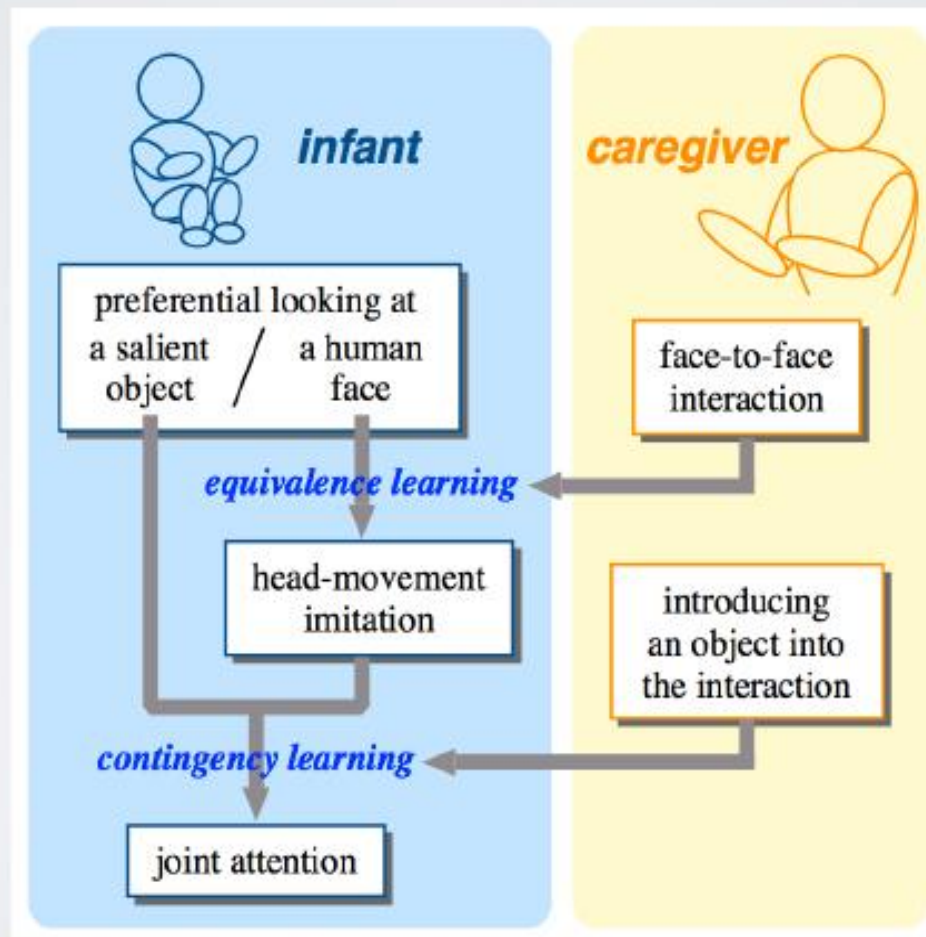 infant
caregiver
preferential looking at
a salient / a human
object face
face-to-face
interaction
equivalence learning
head-movement
imitation
introducing
an object into
the interaction
contingency learning
joint attention